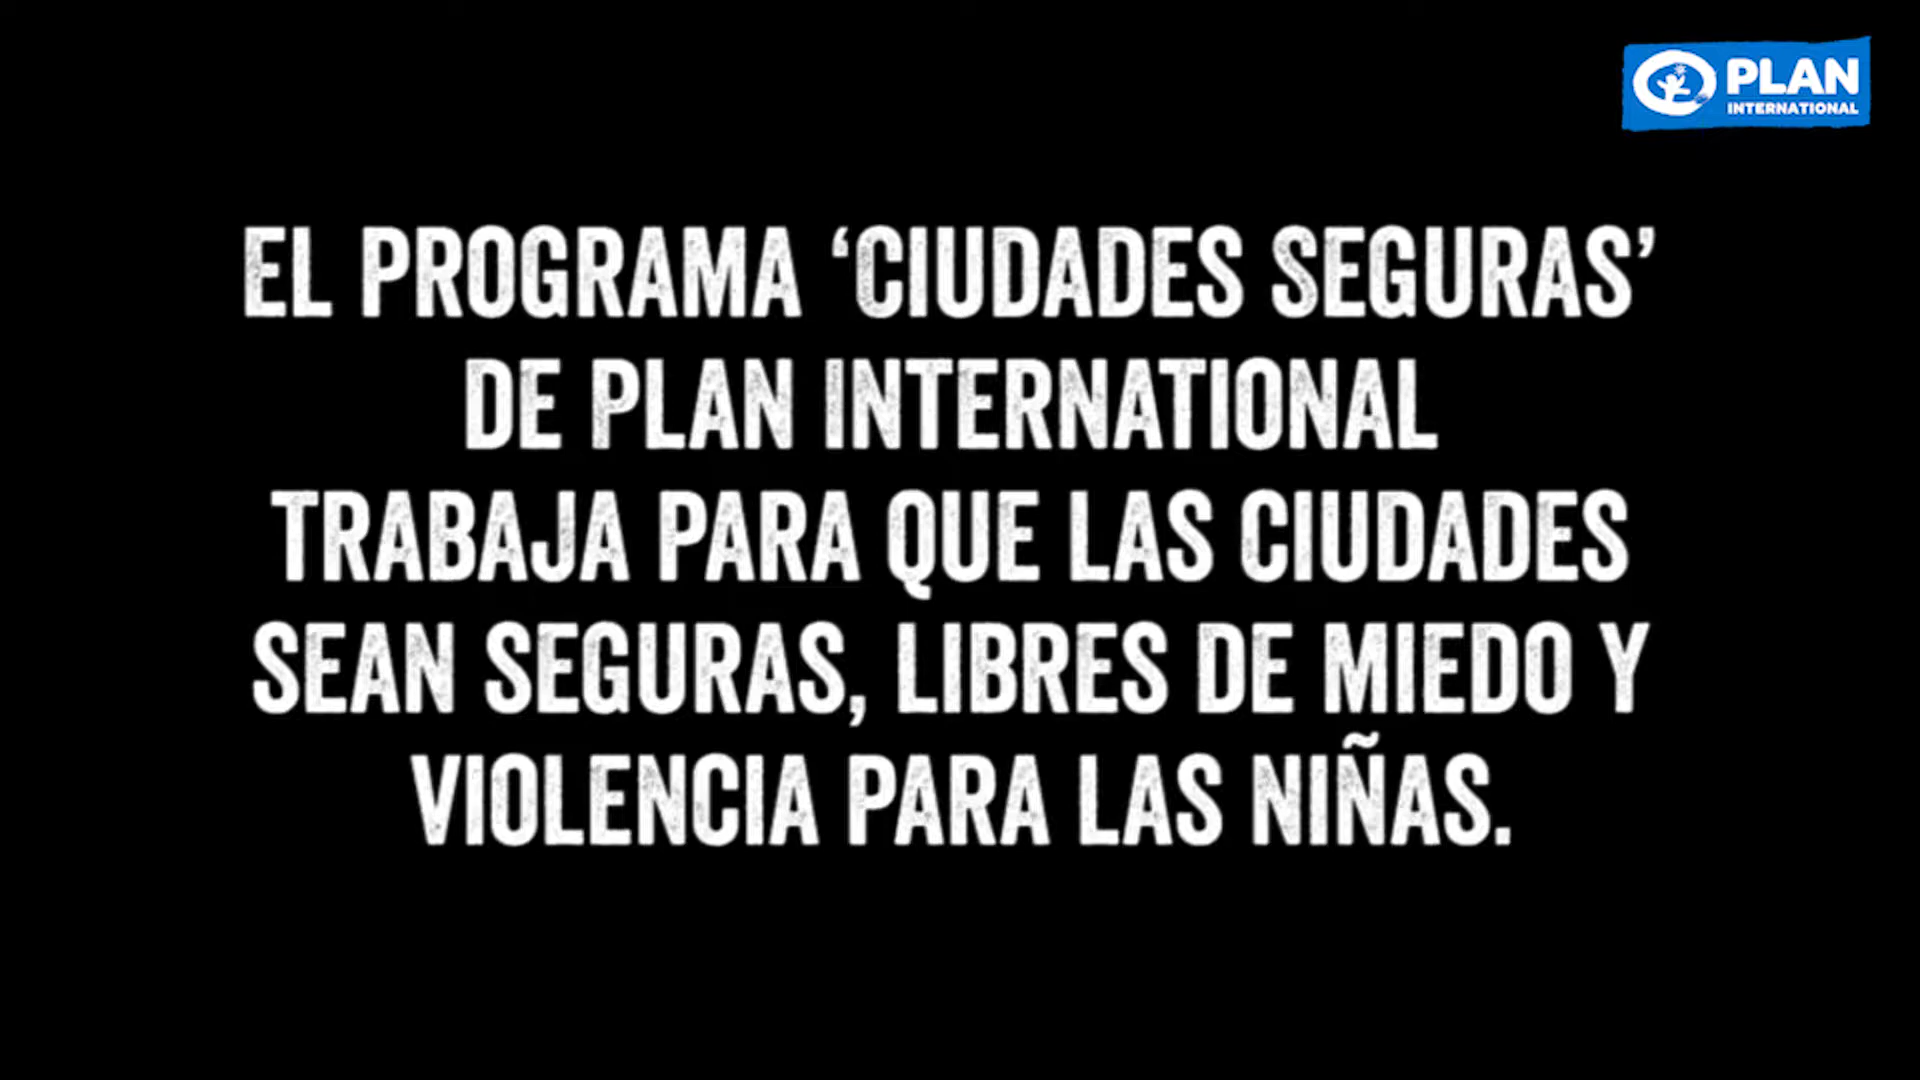 PLAN
INTERNATIONAL
EL PROGRAMA ‘CIUDADES SEGURAS’
DE PLAN INTERNATIONAL
TRABAJA PARA QUE LAS CIUDADES
SEAN SEGURAS, LIBRES DE MIEDO Y
VIOLENCIA PARA LAS NIÑAS.